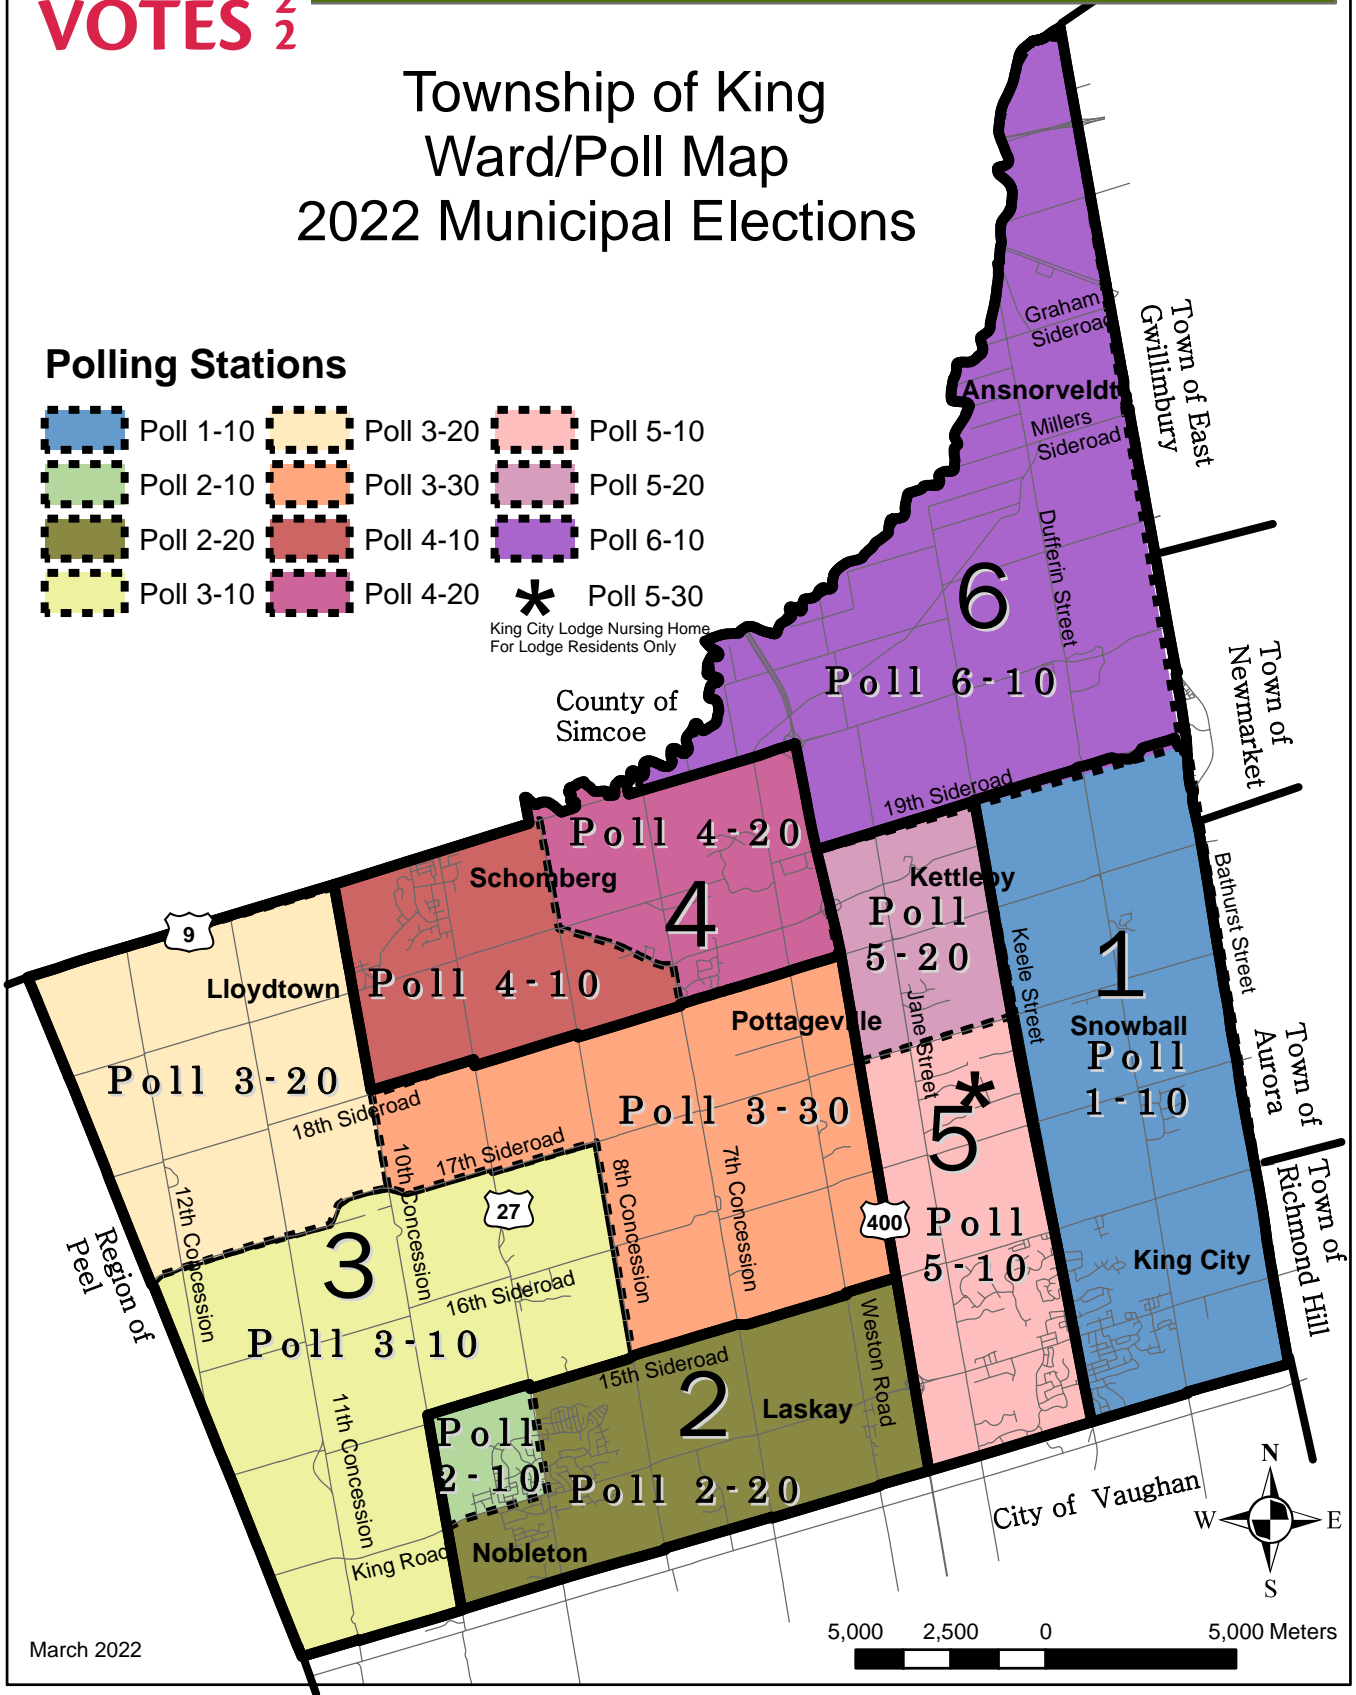 VOTES 2
2
Township of King
Ward/Poll Map
2022 Municipal Elections
Polling Stations
Poll 1-10
Poll 3-20
Poll 5-10
Poll 2-10
Poll 3-30
Poll 5-20
Poll 2-20
Poll 4-10
Poll 6-10
Poll 3-10
Poll 4-20
* Poll 5-30
King City Lodge Nursing Home
For Lodge Residents Only
Graham
Sideroad
Ansnorveldt
Millers
Sideroad
Town of East
Gwillimbury
Dufferin Street
6
Poll 6-10
Town of
Newmarket
County of
Simcoe
19th Sideroad
Poll 4-20
Schomberg
4
Kettleby
Poll
5-20
Bathurst Street
9
Lloydtown
Poll 4-10
Keele Street
1
Snowball
Poll
1-10
Jane Street
Pottageville
Town of
Aurora
Poll 3-20
18th Sideroad
Poll 3-30
5*
17th Sideroad
10th Concession
8th Concession
7th Concession
12th Concession
27
400
Poll
5-10
King City
Town of
Richmond Hill
Region of
Peel
3
16th Sideroad
Poll 3-10
Weston Road
15th Sideroad
2
Laskay
11th Concession
Poll
2-10
Poll 2-20
City of Vaughan
King Road
Nobleton
N
W E
S
March 2022
5,000 2,500 0 5,000 Meters